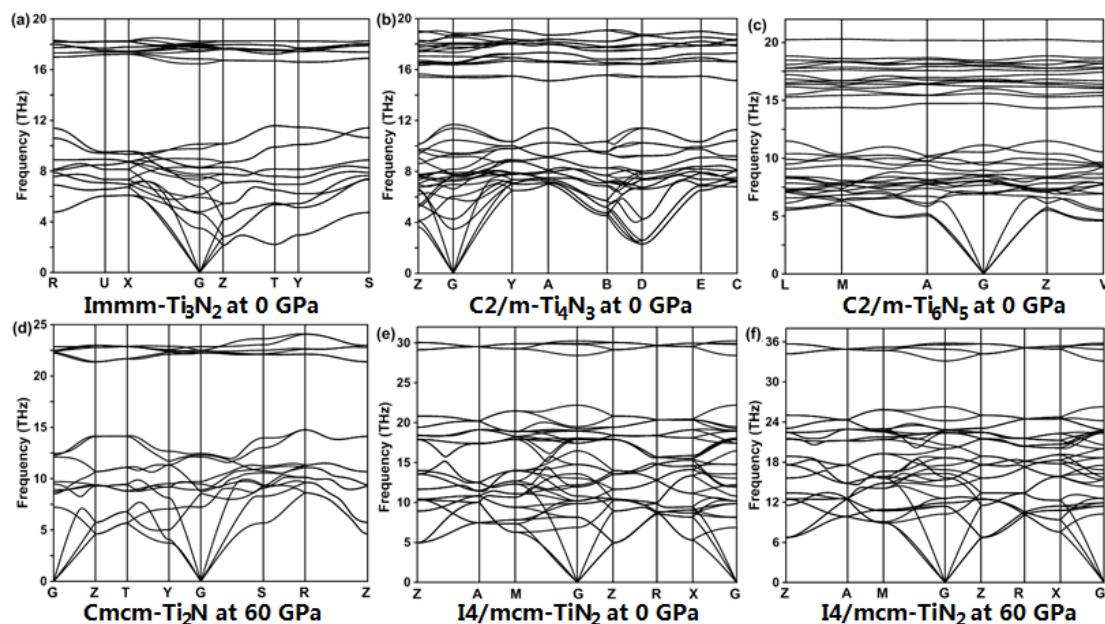 (a)
20
16
12
8
4
0
Frequency (THz)
R U X G Z T Y S
Immm-Ti₃N₂ at 0 GPa
(b)
20
16
12
8
4
0
Frequency (THz)
Z G Y A B D E C
C2/m-Ti₄N₃ at 0 GPa
(c)
20
15
10
5
0
Frequency (THz)
L M A G Z V
C2/m-Ti₆N₅ at 0 GPa
(d)
25
20
15
10
5
0
Frequency (THz)
G Z T Y G S R Z
Cmcm-Ti₂N at 60 GPa
(e)
30
25
20
15
10
5
0
Frequency (THz)
Z A M G Z R X G
I4/mcm-TiN₂ at 0 GPa
(f)
36
30
24
18
12
6
0
Frequency (THz)
Z A M G Z R X G
I4/mcm-TiN₂ at 60 GPa